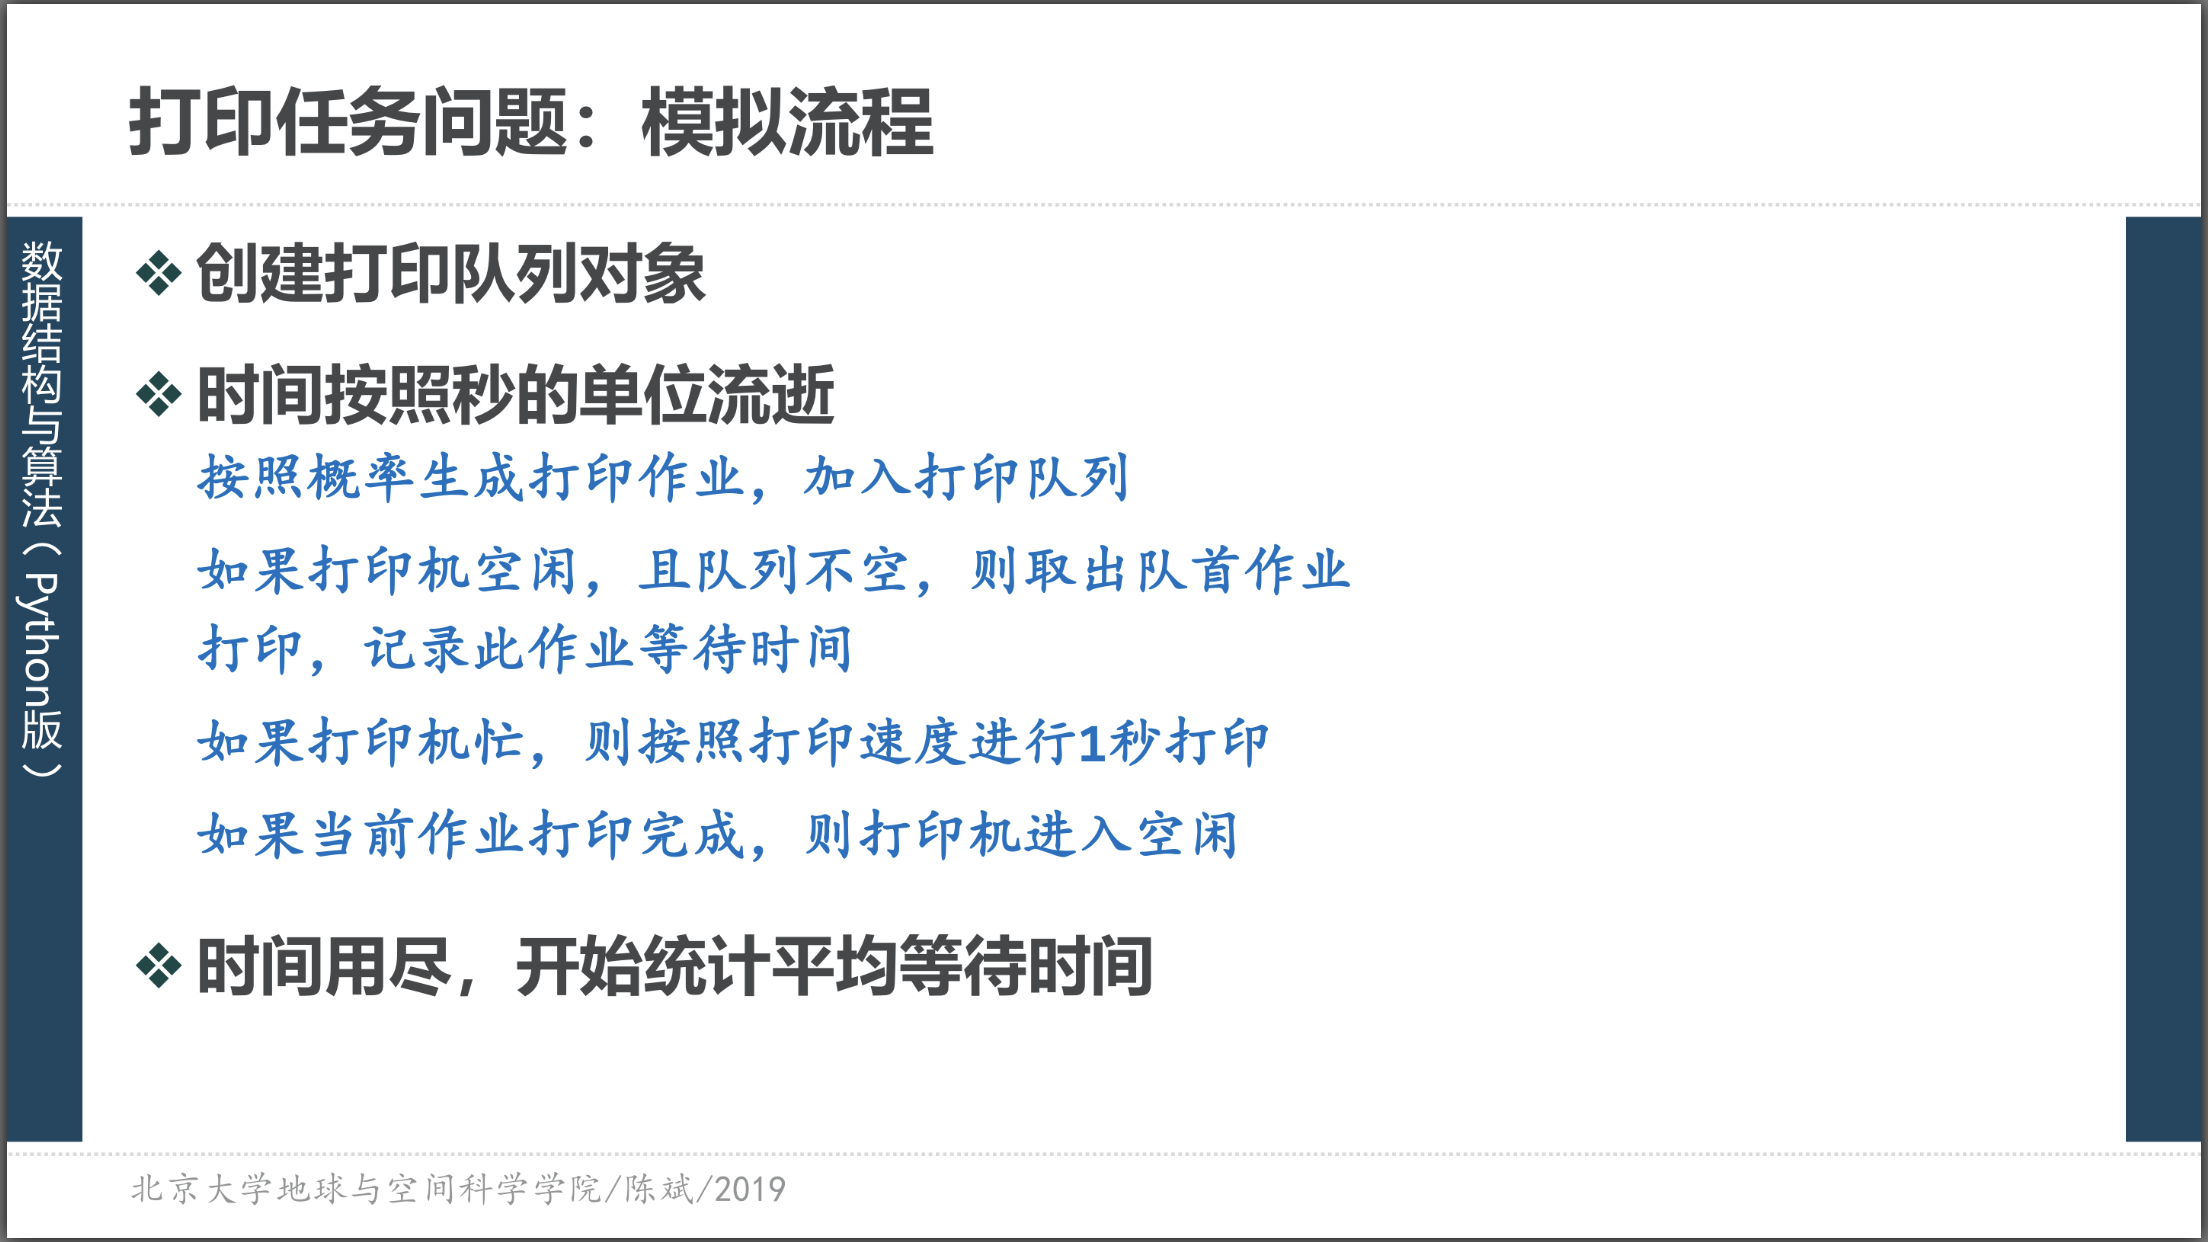 打印任务问题：模拟流程
数据结构与算法（Python版）
创建打印队列对象
时间按照秒的单位流逝
按照概率生成打印作业，加入打印队列
如果打印机空闲，且队列不空，则取出队首作业
打印，记录此作业等待时间
如果打印机忙，则按照打印速度进行1秒打印
如果当前作业打印完成，则打印机进入空闲
时间用尽，开始统计平均等待时间
北京大学地球与空间科学学院/陈斌/2019